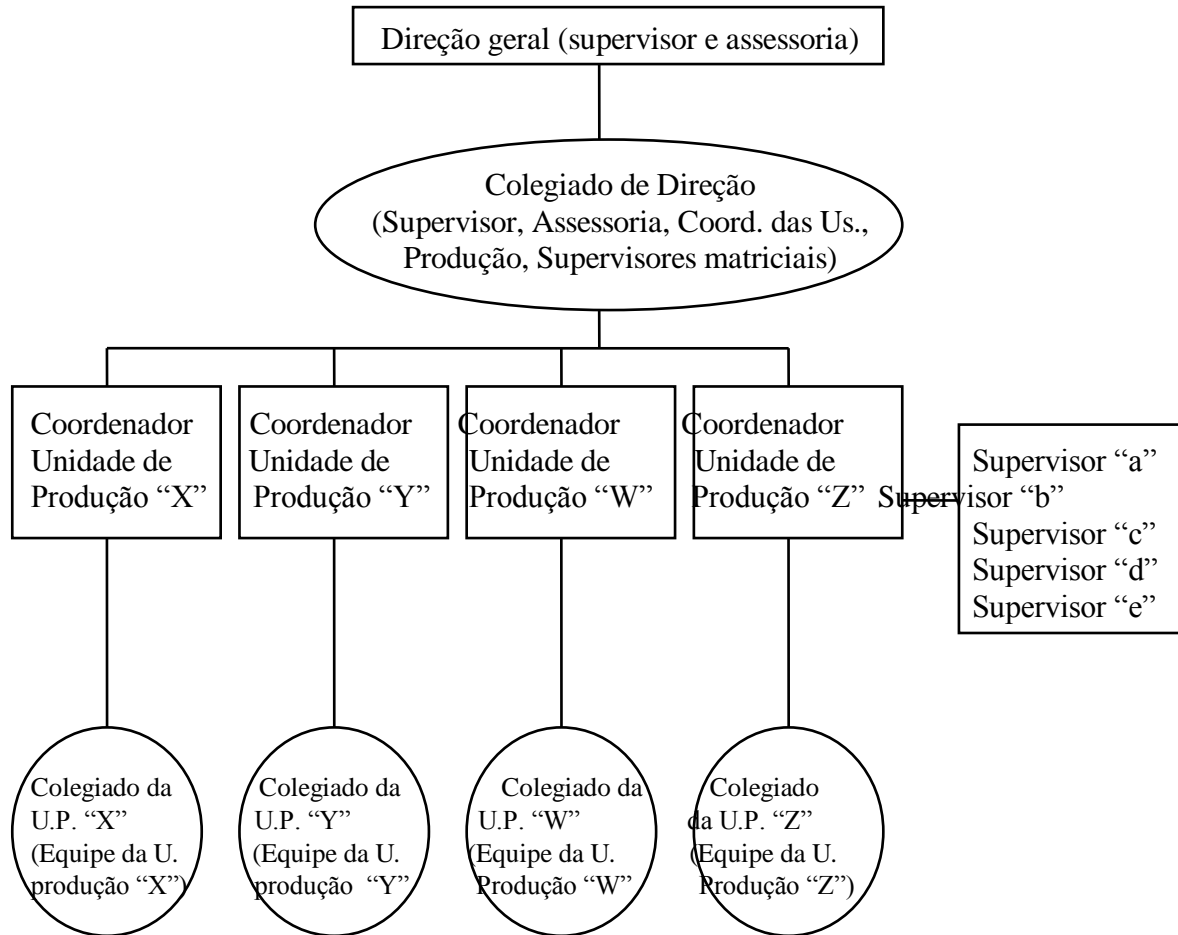 Direção geral (supervisor e assessoria)
Colegiado de Direção
(Supervisor, Assessoria, Coord. das Us.,
Produção, Supervisores matriciais)
Coordenador
Unidade de
Produção “X”
Coordenador
Unidade de
Produção “Y”
Coordenador
Unidade de
Produção “W”
Coordenador
Unidade de
Produção “Z”
Supervisor “a”
Supervisor “b”
Supervisor “c”
Supervisor “d”
Supervisor “e”
Colegiado da
U.P. “X”
(Equipe da U.
produção “X”)
Colegiado da
U.P. “Y”
(Equipe da U.
produção “Y”
Colegiado da
U.P. “W”
(Equipe da U.
Produção “W”
Colegiado
da U.P. “Z”
(Equipe da U.
Produção “Z”)